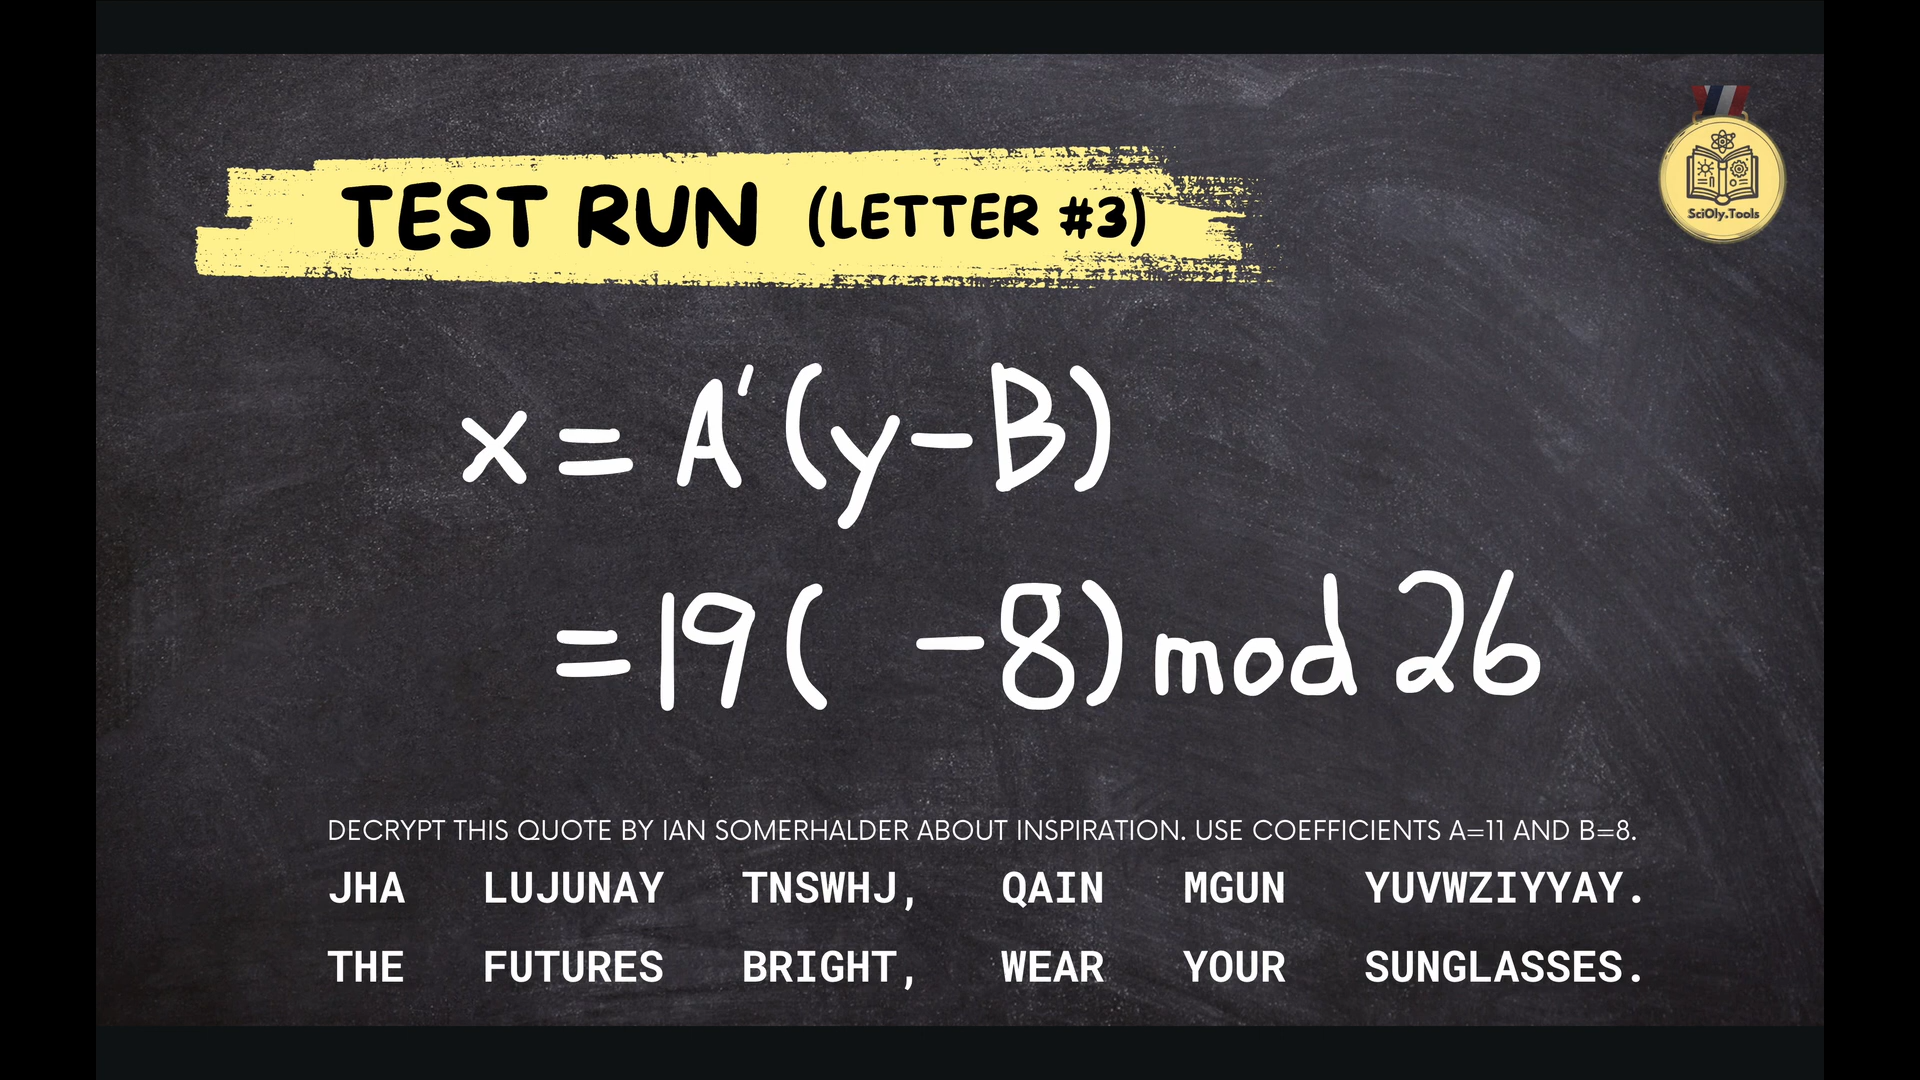 TEST RUN (LETTER #3)
SciOly.Tools
x = A'(y-B)
= 19( -8) mod 26
DECRYPT THIS QUOTE BY IAN SOMERHALDER ABOUT INSPIRATION. USE COEFFICIENTS A=11 AND B=8.
JHA LUJUNAY TNSWHJ, QAIN MGUN YUVWZIYYAY.
THE FUTURES BRIGHT, WEAR YOUR SUNGLASSES.